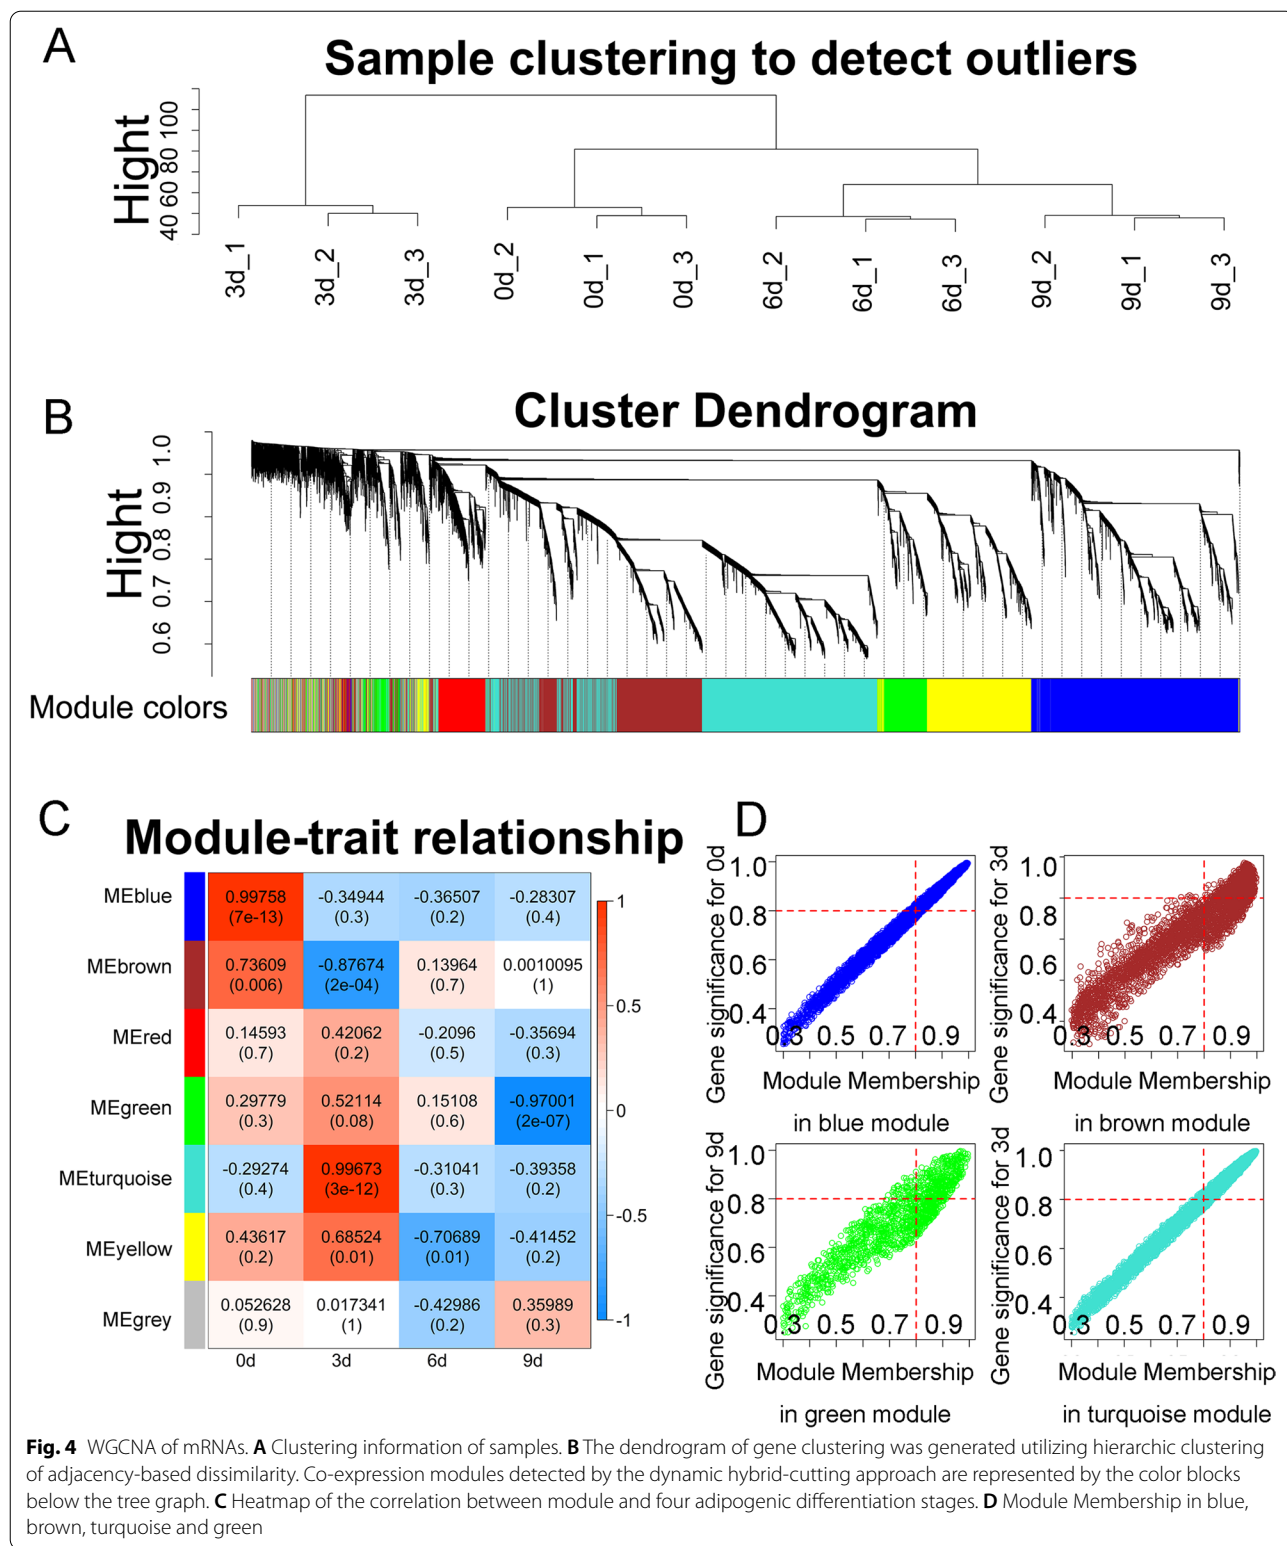 A
Sample clustering to detect outliers
Hight
40 60 80 100
3d_1
3d_2
3d_3
0d_2
0d_1
0d_3
6d_2
6d_1
6d_3
9d_2
9d_1
9d_3
B
Cluster Dendrogram
Hight
0.6 0.7 0.8 0.9 1.0
Module colors
C
Module-trait relationship
MEblue
0.99758 -0.34944 -0.36507 -0.28307
(7e-13) (0.3) (0.2) (0.4)
MEbrown
0.73609 -0.87674 0.13964 0.0010095
(0.006) (2e-04) (0.7) (1)
MEred
0.14593 0.42062 -0.2096 -0.35694
(0.7) (0.2) (0.5) (0.3)
MEgreen
0.29779 0.52114 0.15108 -0.97001
(0.3) (0.08) (0.6) (2e-07)
MEturquoise
-0.29274 0.99673 -0.31041 -0.39358
(0.4) (3e-12) (0.3) (0.2)
MEyellow
0.43617 0.68524 -0.70689 -0.41452
(0.2) (0.01) (0.01) (0.2)
MEgrey
0.052628 0.017341 -0.42986 0.35989
(0.9) (1) (0.2) (0.3)
0d 3d 6d 9d
1
0.5
0
-0.5
-1
D
Gene significance for 0d
1.0
0.8
0.6
0.4
0.3 0.5 0.7 0.9
Module Membership
in blue module
Gene significance for 3d
1.0
0.8
0.6
0.4
0.3 0.5 0.7 0.9
Module Membership
in brown module
Gene significance for 9d
1.0
0.8
0.6
0.4
0.3 0.5 0.7 0.9
Module Membership
in green module
Gene significance for 3d
1.0
0.8
0.6
0.4
0.3 0.5 0.7 0.9
Module Membership
in turquoise module
Fig. 4 WGCNA of mRNAs. A Clustering information of samples. B The dendrogram of gene clustering was generated utilizing hierarchic clustering
of adjacency-based dissimilarity. Co-expression modules detected by the dynamic hybrid-cutting approach are represented by the color blocks
below the tree graph. C Heatmap of the correlation between module and four adipogenic differentiation stages. D Module Membership in blue,
brown, turquoise and green